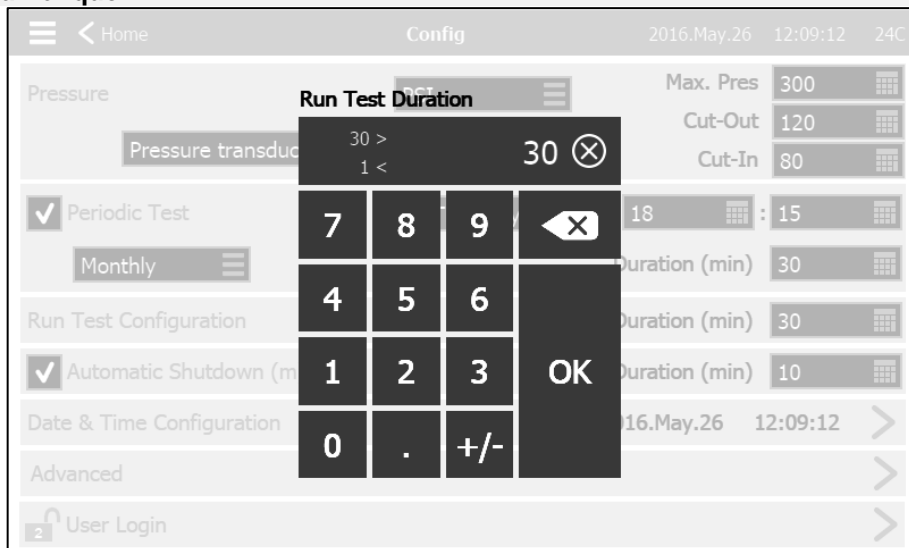 Home Config 2016.May.26 12:09:12 24C
Pressure
Max. Pres 300
Run Test Duration
Cut-Out 120
Pressure transduc
30 >
1 <
30
Cut-In 80
Periodic Test
18 : 15
7 8 9
Monthly
Duration (min) 30
4 5 6
Run Test Configuration
Duration (min) 30
Automatic Shutdown (m
1 2 3 OK
Duration (min) 10
Date & Time Configuration
16.May.26 12:09:12
0 . +/-
Advanced
2 User Login